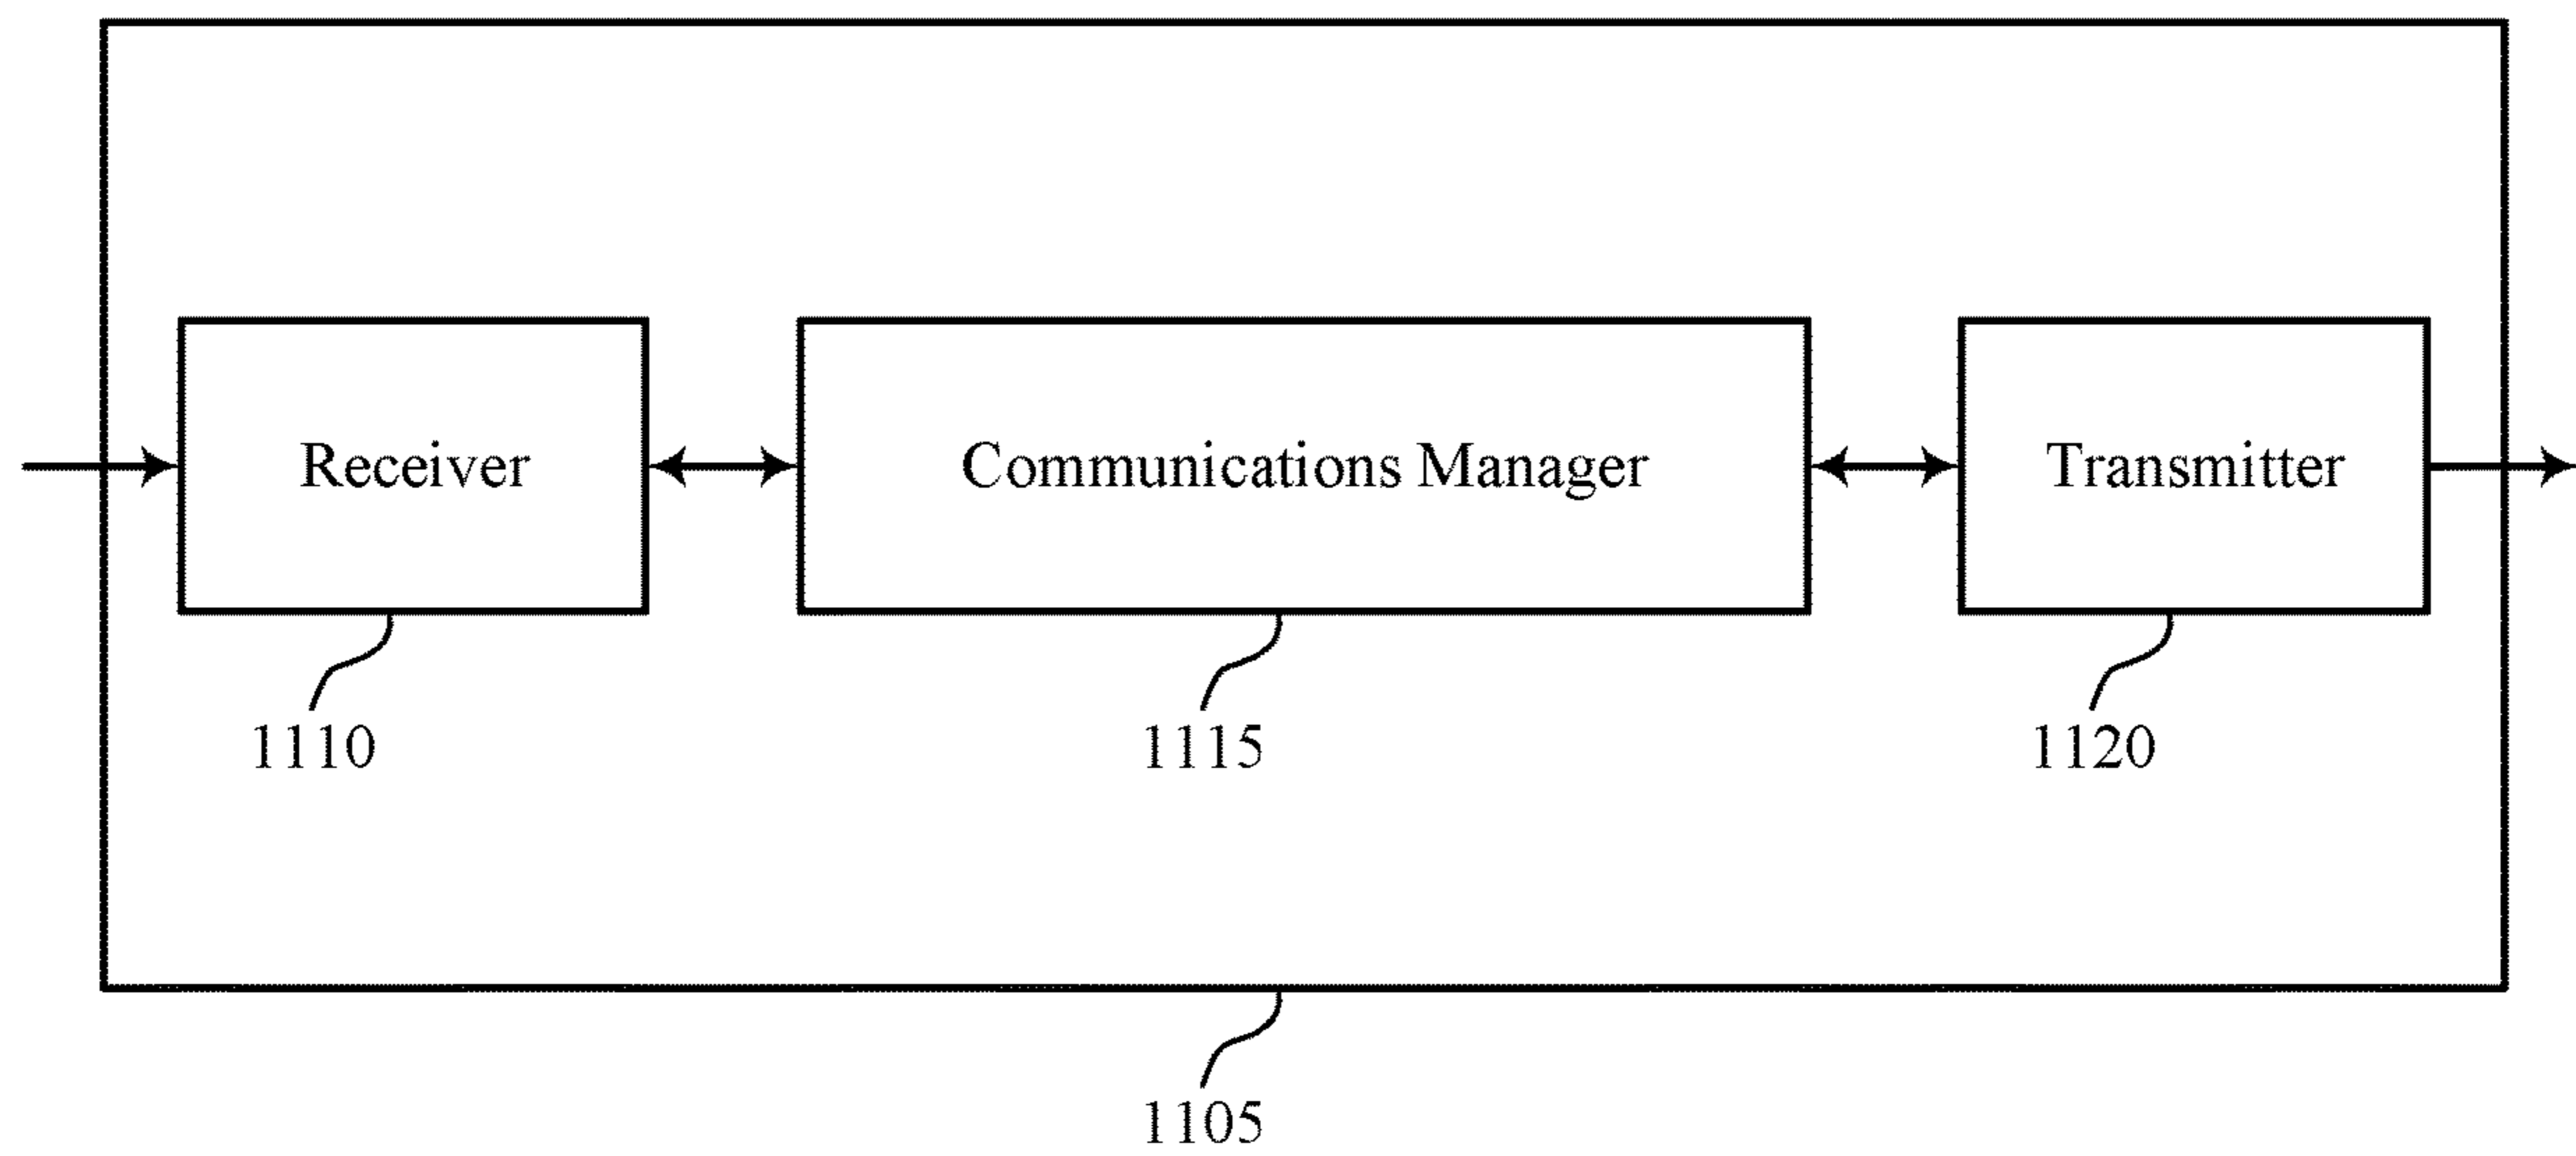 Receiver
Communications Manager
Transmitter
1110
1115
1120
1105